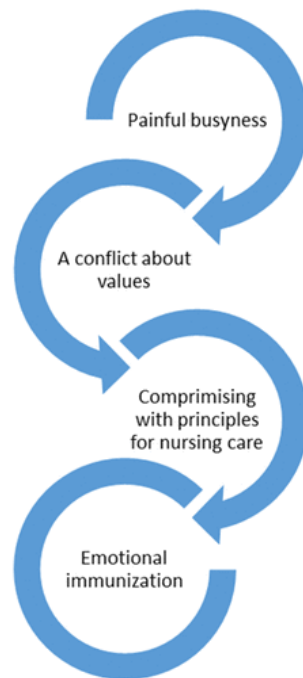 Painful busyness
A conflict about
values
Comprimising
with principles
for nursing care
Emotional
immunization